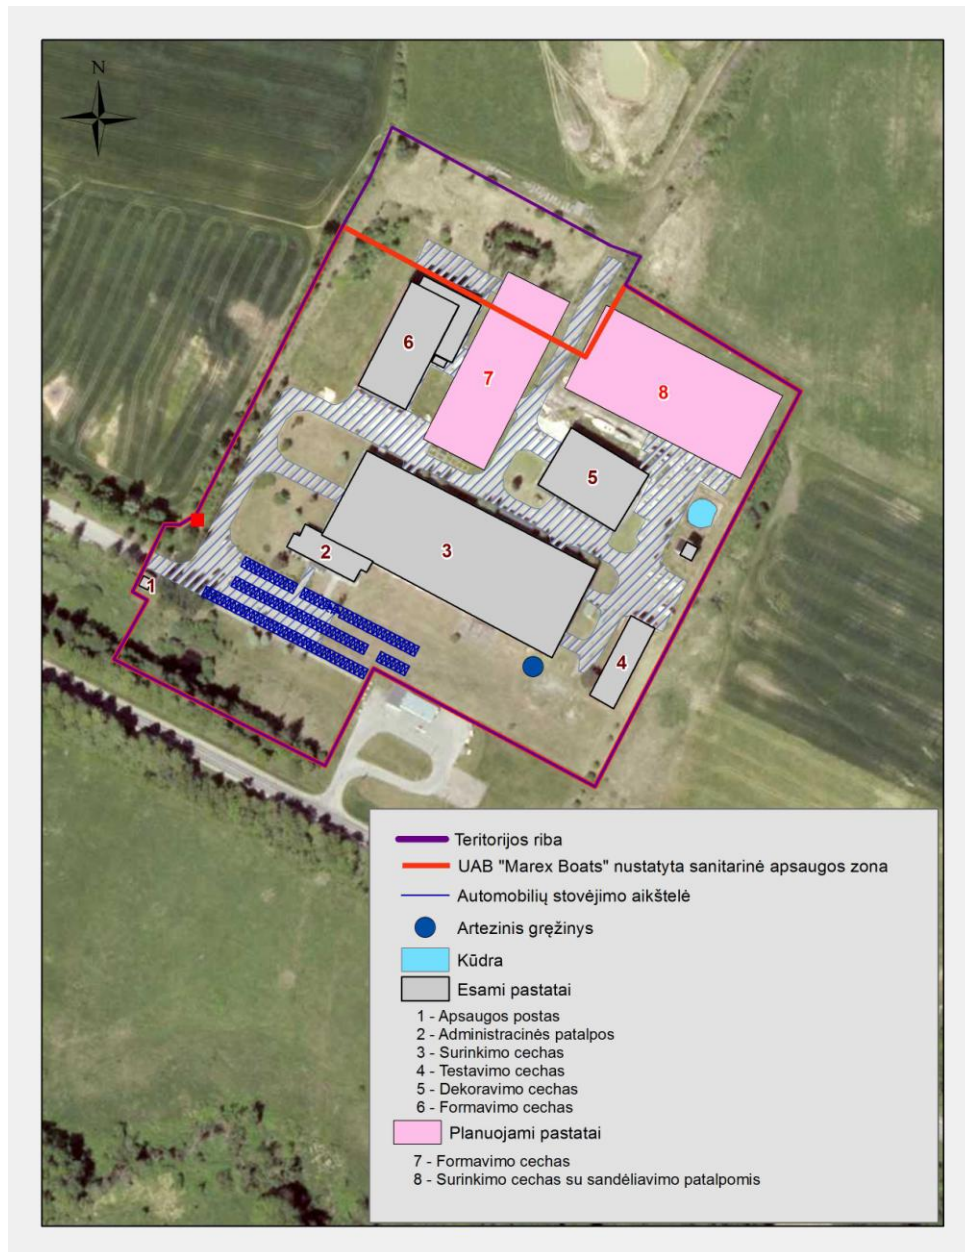 N
6
7
8
5
3
2
1
4
Teritorijos riba
UAB "Marex Boats" nustatyta sanitarinė apsaugos zona
Automobilių stovėjimo aikštelė
Artezinis gręžinys
Kūdra
Esami pastatai
1 - Apsaugos postas
2 - Administracinės patalpos
3 - Surinkimo cechas
4 - Testavimo cechas
5 - Dekoravimo cechas
6 - Formavimo cechas
Planuojami pastatai
7 - Formavimo cechas
8 - Surinkimo cechas su sandėliavimo patalpomis